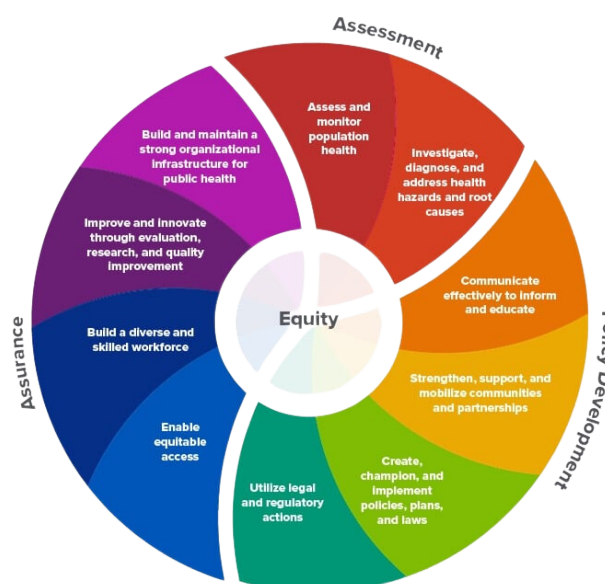 Assessment
Assess and
monitor
population
health
Investigate,
diagnose, and
address health
hazards and root
causes
Policy Development
Communicate
effectively to inform
and educate
Strengthen, support, and
mobilize communities
and partnerships
Create,
champion, and
implement
policies, plans,
and laws
Utilize legal
and regulatory
actions
Assurance
Enable
equitable
access
Build a diverse and
skilled workforce
Improve and innovate
through evaluation,
research, and quality
improvement
Build and maintain a
strong organizational
infrastructure for
public health
Equity